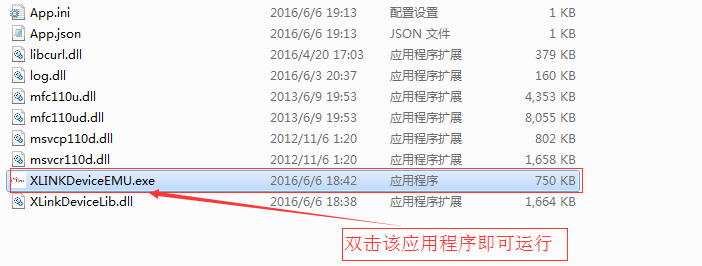 App.ini 2016/6/6 19:13 配置设置 1 KB
App.json 2016/6/6 19:13 JSON 文件 1 KB
libcurl.dll 2016/4/20 17:03 应用程序扩展 379 KB
log.dll 2016/6/3 20:37 应用程序扩展 160 KB
mfc110u.dll 2013/6/9 19:53 应用程序扩展 4,353 KB
mfc110ud.dll 2013/6/9 19:53 应用程序扩展 8,055 KB
msvcp110d.dll 2012/11/6 1:20 应用程序扩展 802 KB
msvcr110d.dll 2012/11/6 1:20 应用程序扩展 1,658 KB
XLINKDeviceEMU.exe 2016/6/6 18:42 应用程序 750 KB
XLinkDeviceLib.dll 2016/6/6 18:38 应用程序扩展 1,664 KB
双击该应用程序即可运行